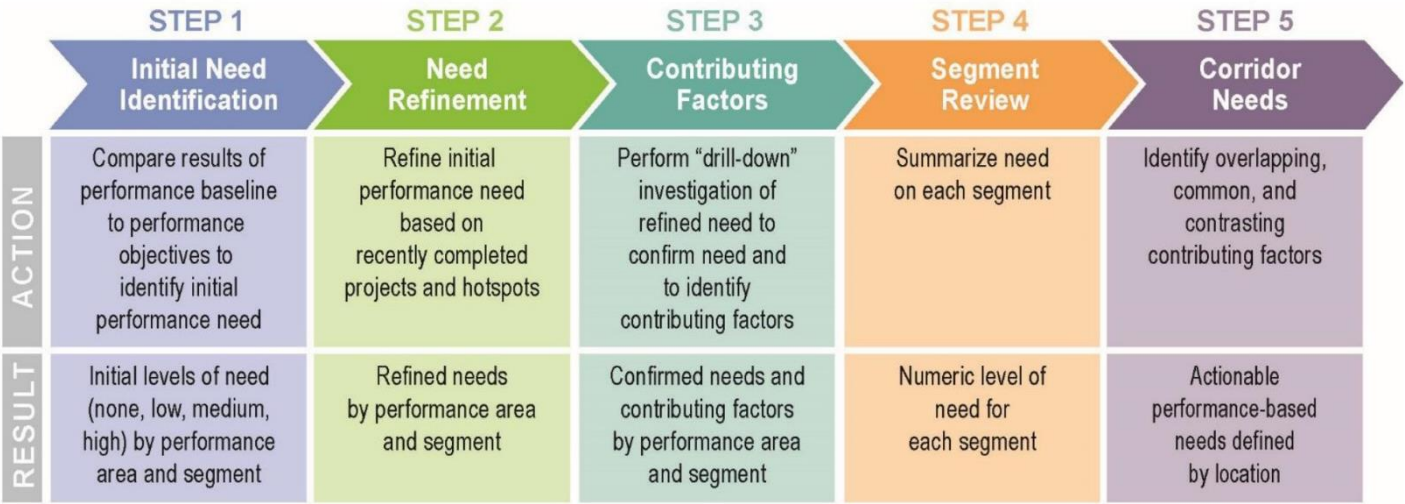 STEP 1
STEP 2
STEP 3
STEP 4
STEP 5
Initial Need
Identification
Need
Refinement
Contributing
Factors
Segment
Review
Corridor
Needs
ACTION
Compare results of
performance baseline
to performance
objectives to
identify initial
performance need
Refine initial
performance need
based on
recently completed
projects and hotspots
Perform “drill-down”
investigation of
refined need to
confirm need and
to identify
contributing factors
Summarize need
on each segment
Identify overlapping,
common, and
contrasting
contributing factors
RESULT
Initial levels of need
(none, low, medium,
high) by performance
area and segment
Refined needs
by performance area
and segment
Confirmed needs and
contributing factors
by performance area
and segment
Numeric level of
need for
each segment
Actionable
performance-based
needs defined
by location